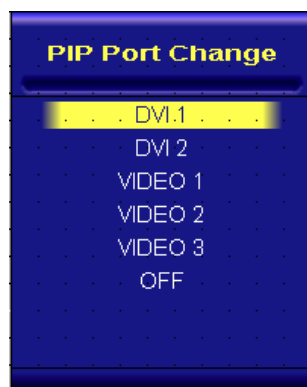 PIP Port Change
DVI 1
DVI 2
VIDEO 1
VIDEO 2
VIDEO 3
OFF